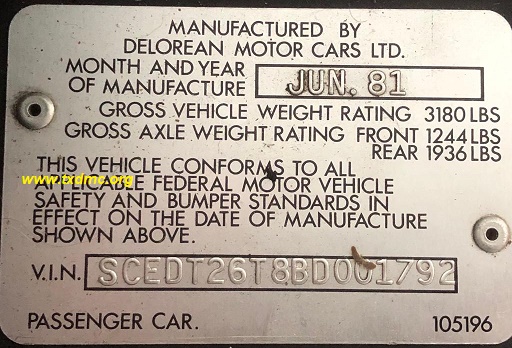 MANUFACTURED BY
DELOREAN MOTOR CARS LTD.
MONTH AND YEAR
OF MANUFACTURE JUN. 81
GROSS VEHICLE WEIGHT RATING 3180 LBS
GROSS AXLE WEIGHT RATING FRONT 1244 LBS
REAR 1936 LBS
THIS VEHICLE CONFORMS TO ALL
www.txdmc.org
FEDERAL MOTOR VEHICLE
SAFETY AND BUMPER STANDARDS IN
EFFECT ON THE DATE OF MANUFACTURE
SHOWN ABOVE.
V.I.N. SCEDT26T8BD001792
PASSENGER CAR. 105196